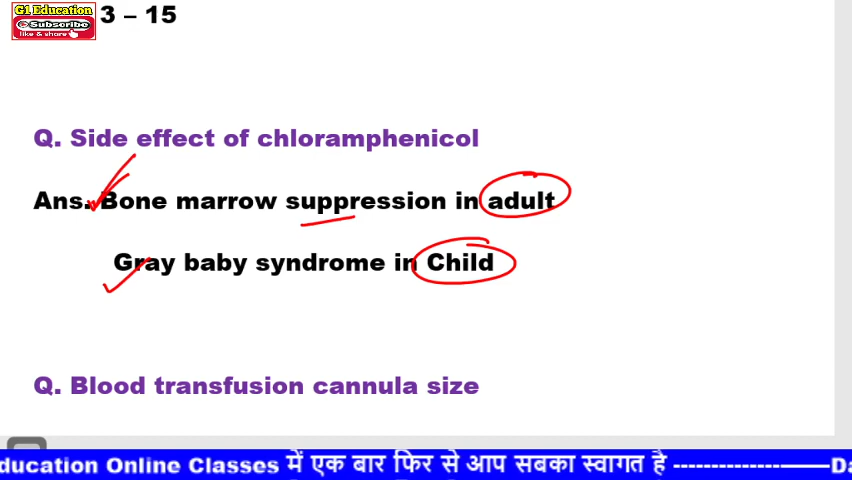 G1 Education
Subscribe
like & share
3 – 15
Q. Side effect of chloramphenicol
Ans. Bone marrow suppression in adult
Gray baby syndrome in Child
Q. Blood transfusion cannula size
ducation Online Classes में एक बार फिर से आप सबका स्वागत है ---------------——Da